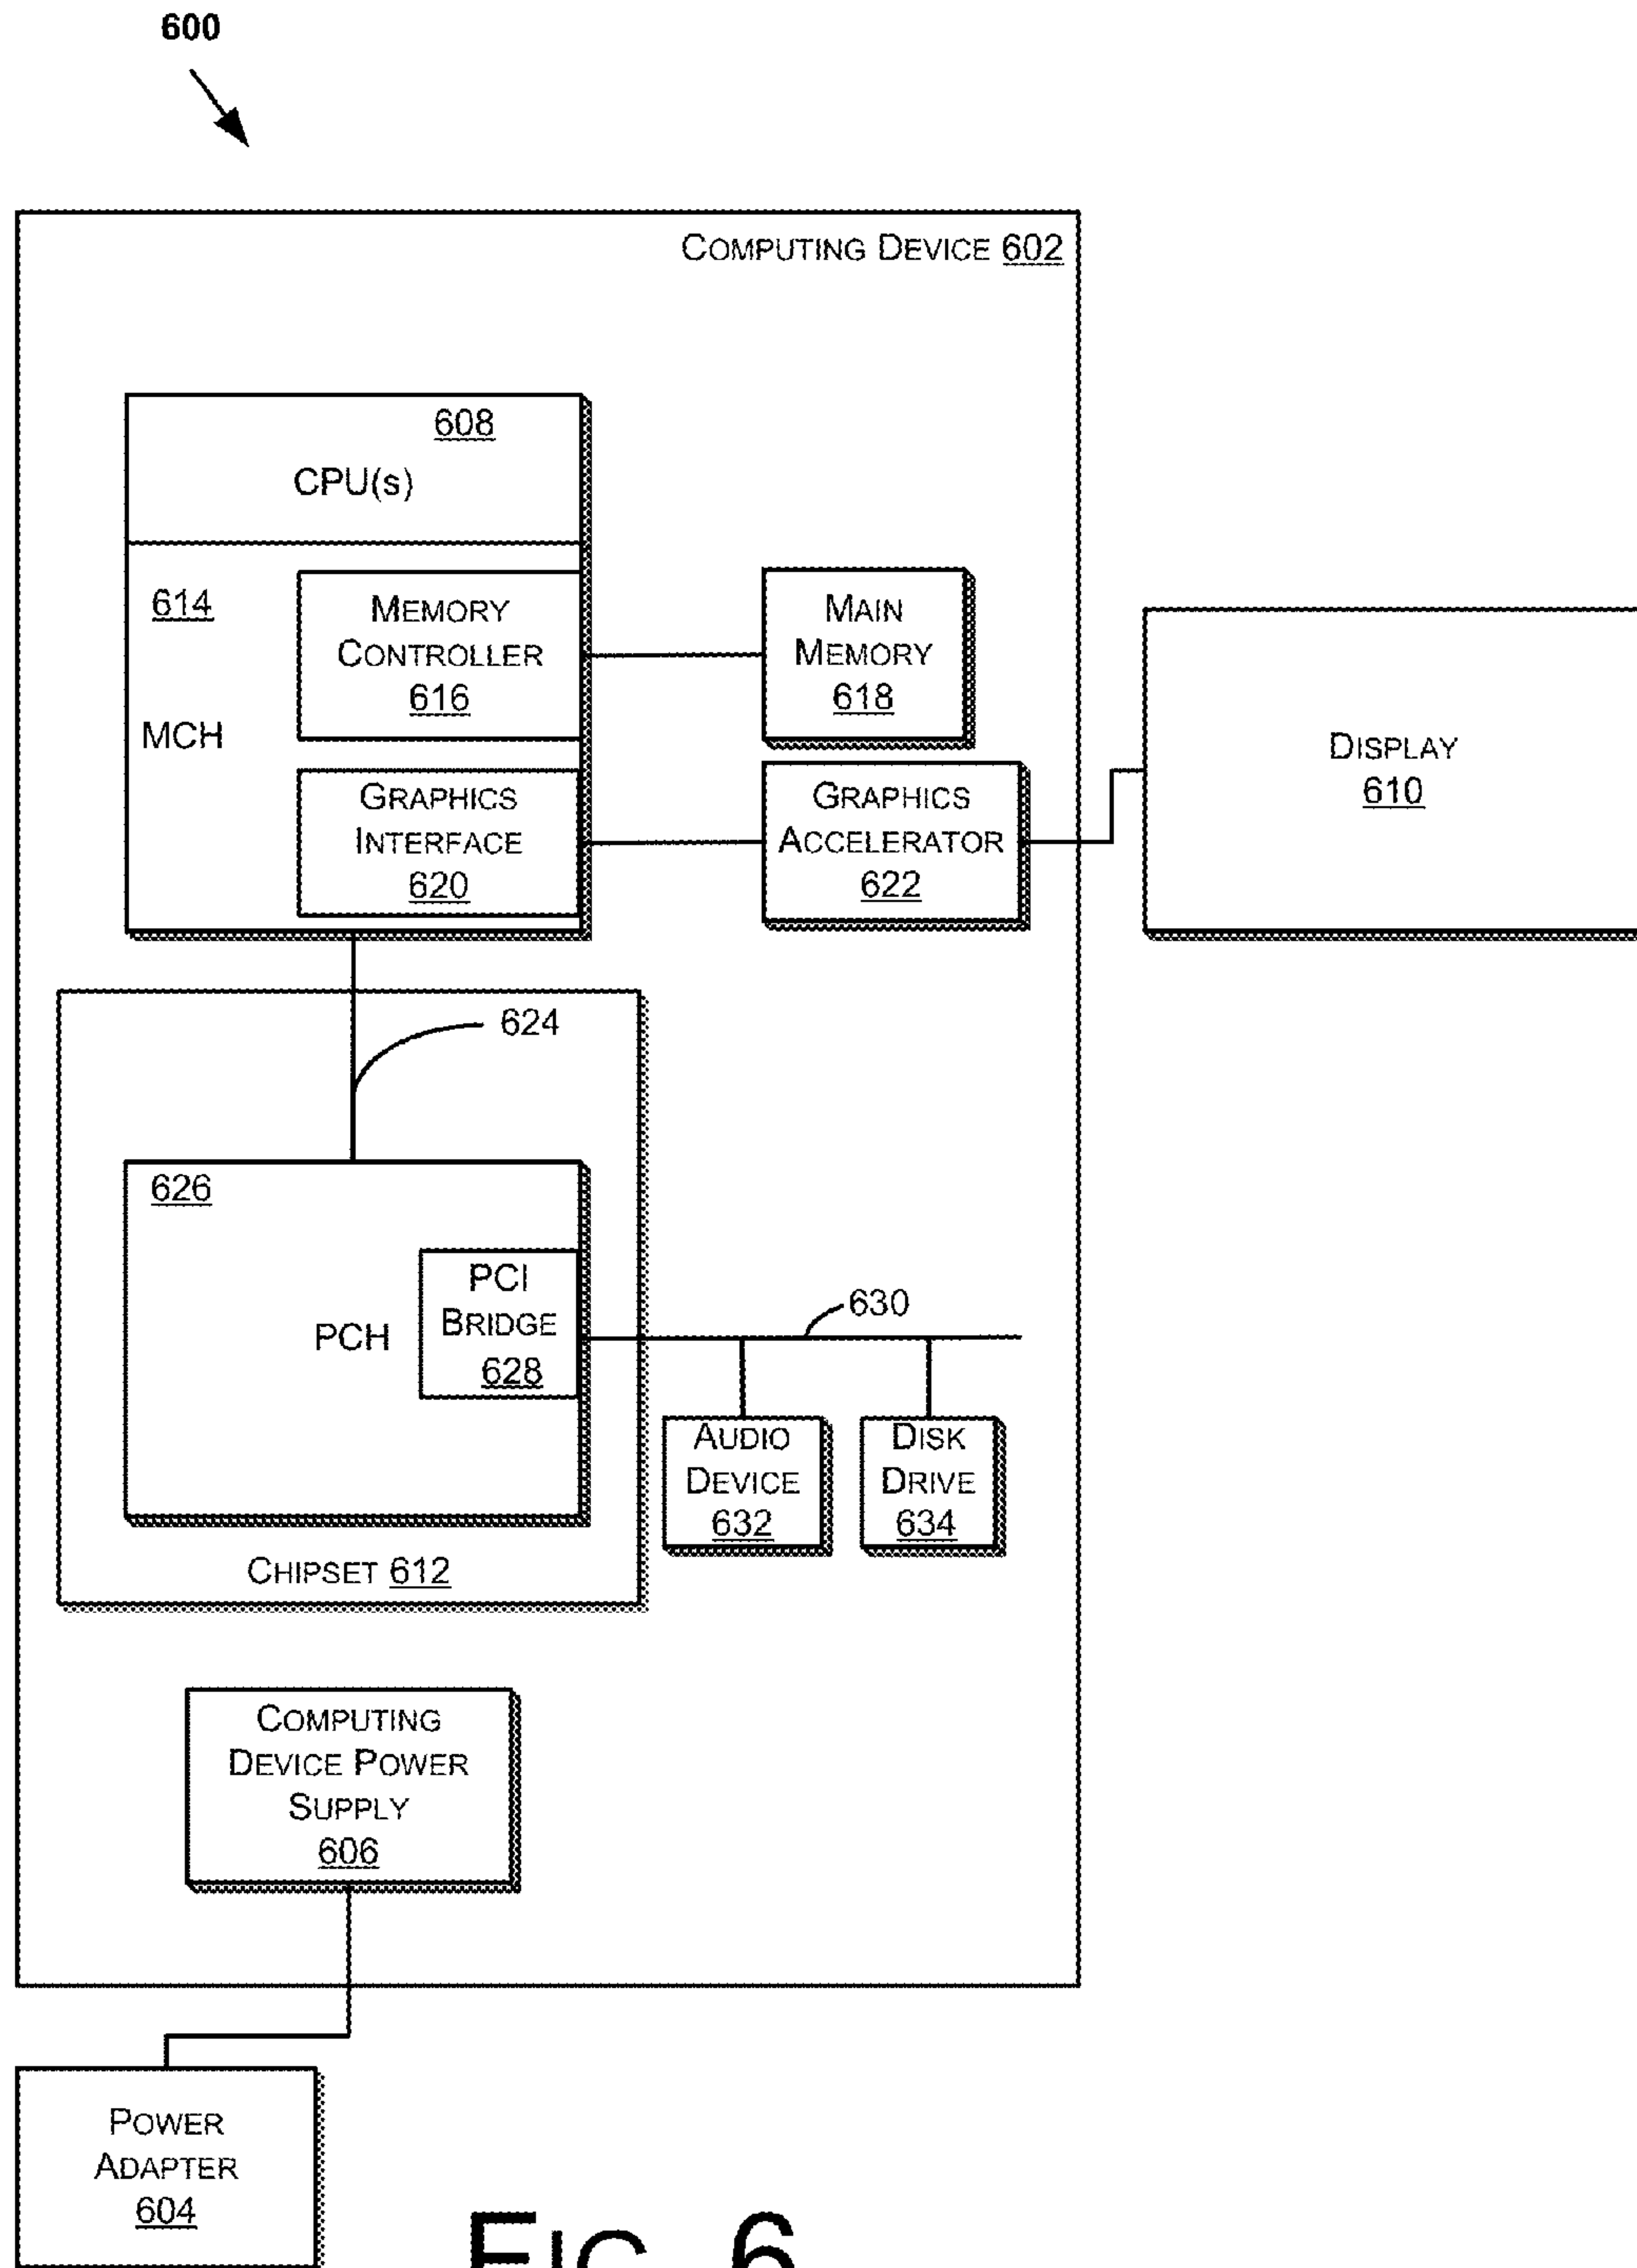 600
COMPUTING DEVICE 602
608
CPU(s)
614
MCH
MEMORY
CONTROLLER
616
MAIN
MEMORY
618
GRAPHICS
INTERFACE
620
GRAPHICS
ACCELERATOR
622
DISPLAY
610
624
626
PCH
PCI
BRIDGE
628
630
AUDIO
DEVICE
632
DISK
DRIVE
634
CHIPSET 612
COMPUTING
DEVICE POWER
SUPPLY
606
POWER
ADAPTER
604
FIG. 6